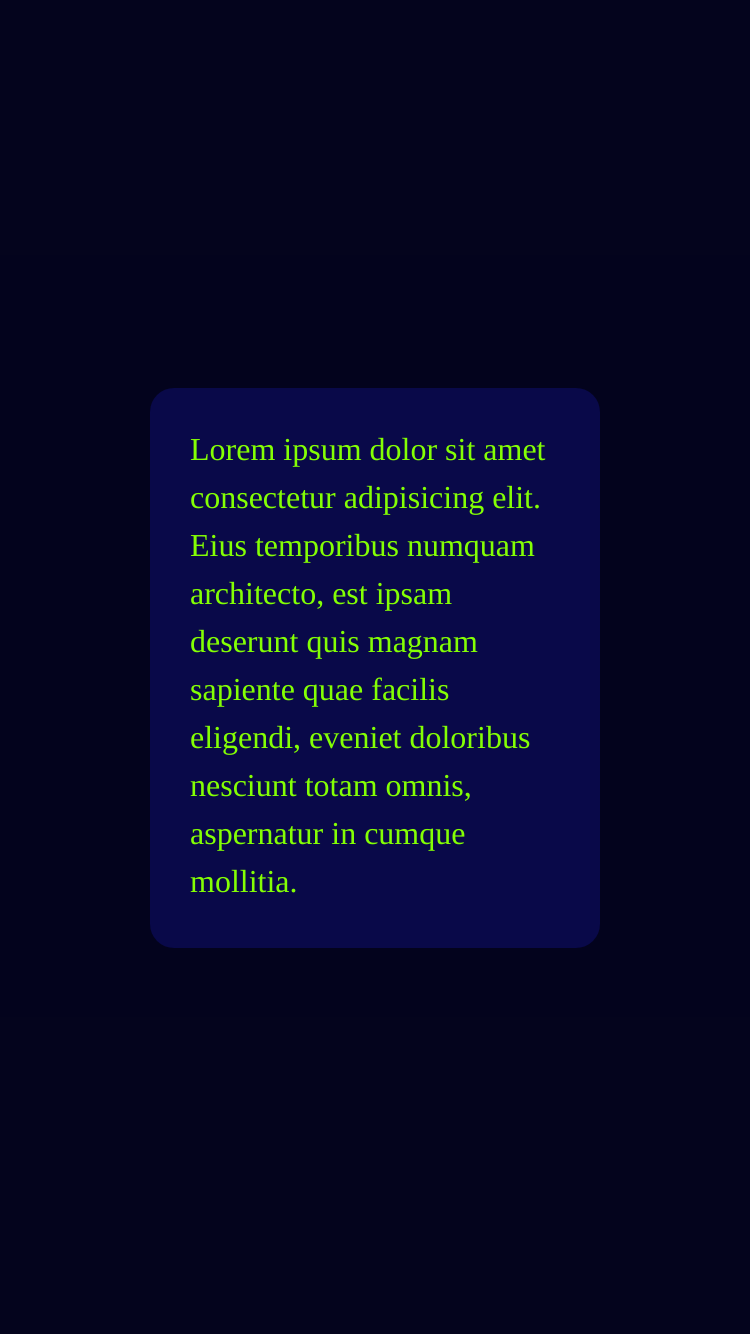 Lorem ipsum dolor sit amet
consectetur adipisicing elit.
Eius temporibus numquam
architecto, est ipsam
deserunt quis magnam
sapiente quae facilis
eligendi, eveniet doloribus
nesciunt totam omnis,
aspernatur in cumque
mollitia.